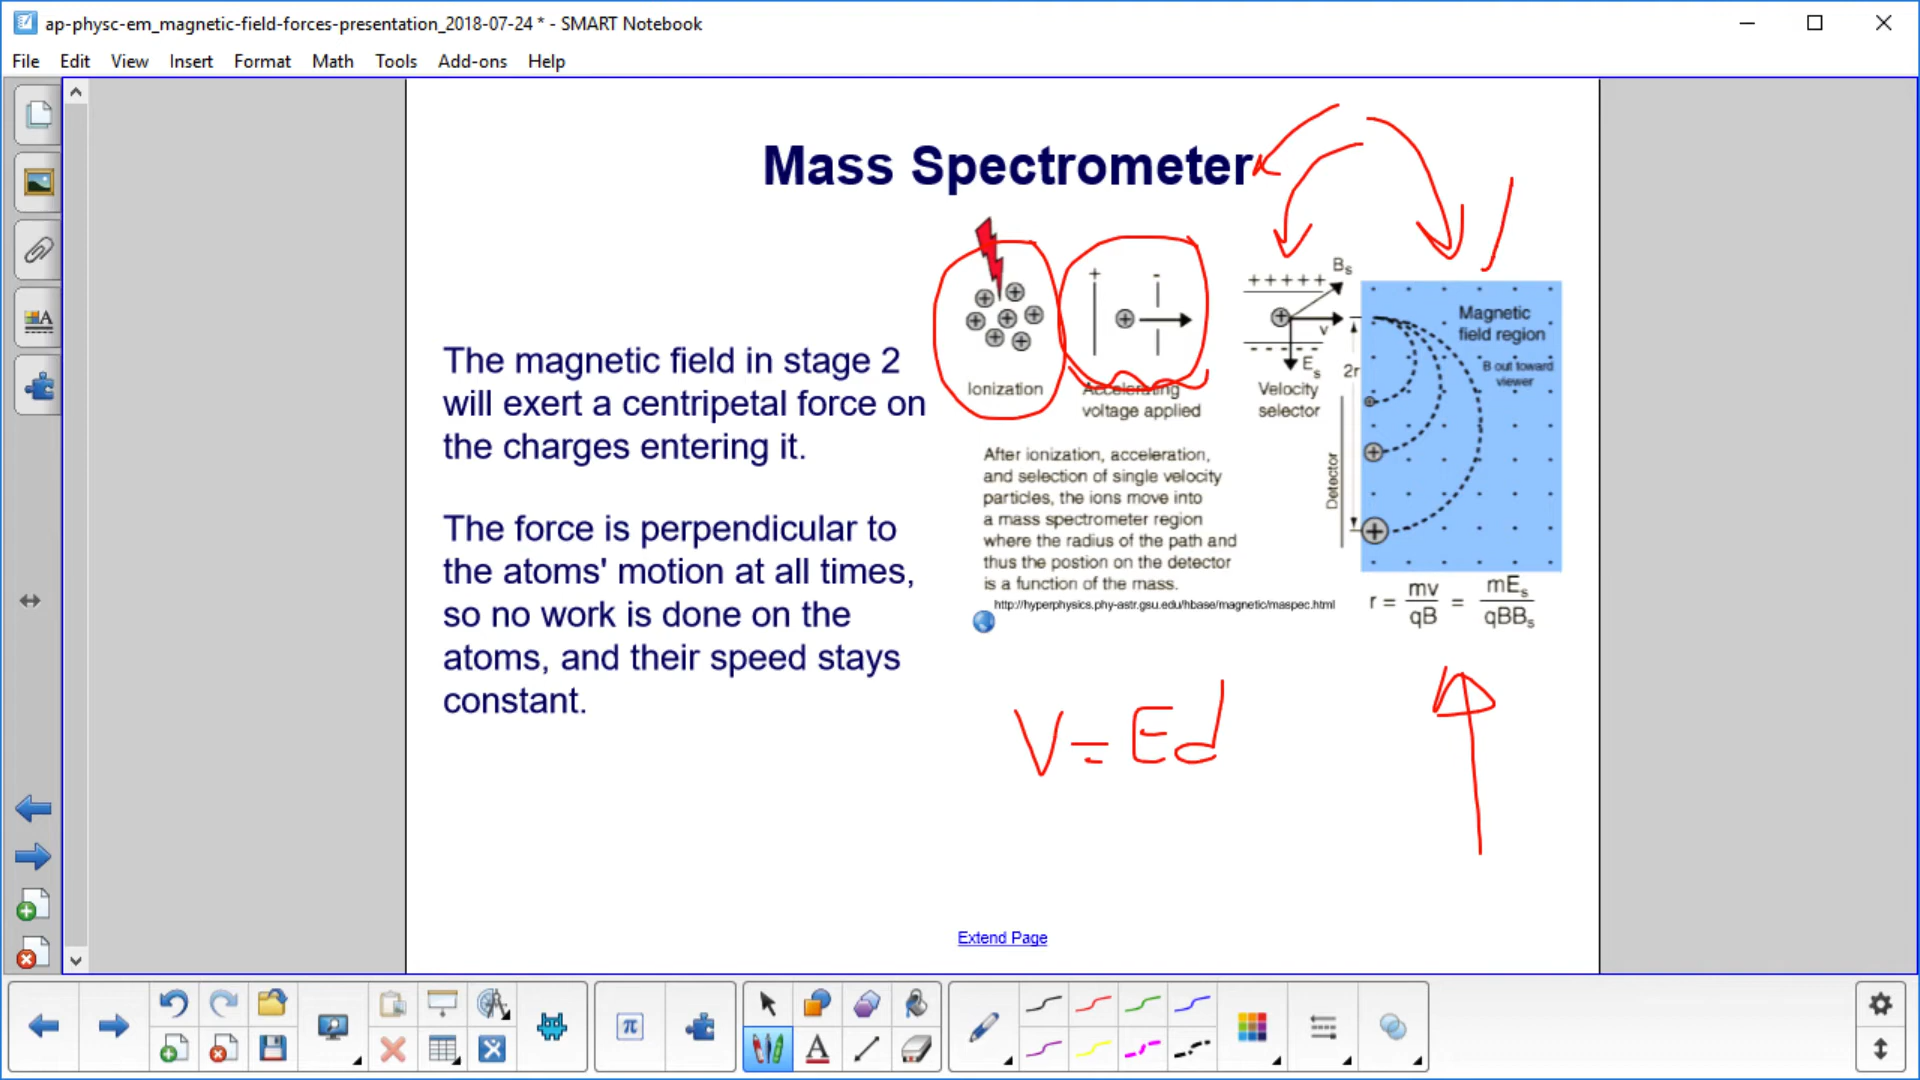 ap-physc-em_magnetic-field-forces-presentation_2018-07-24 * - SMART Notebook
File Edit View Insert Format Math Tools Add-ons Help
Mass Spectrometer
The magnetic field in stage 2
will exert a centripetal force on
the charges entering it.
The force is perpendicular to
the atoms' motion at all times,
so no work is done on the
atoms, and their speed stays
constant.
Ionization
+ -
Accelerating
voltage applied
+ + + + +
Bs
v
- - - - -
Es
Velocity
selector
2r
Detector
Magnetic
field region
B out toward
viewer
After ionization, acceleration,
and selection of single velocity
particles, the ions move into
a mass spectrometer region
where the radius of the path and
thus the postion on the detector
is a function of the mass.
http://hyperphysics.phy-astr.gsu.edu/hbase/magnetic/maspec.html
r = mv/qB = mEs/qBBs
V = Ed
Extend Page
π
A